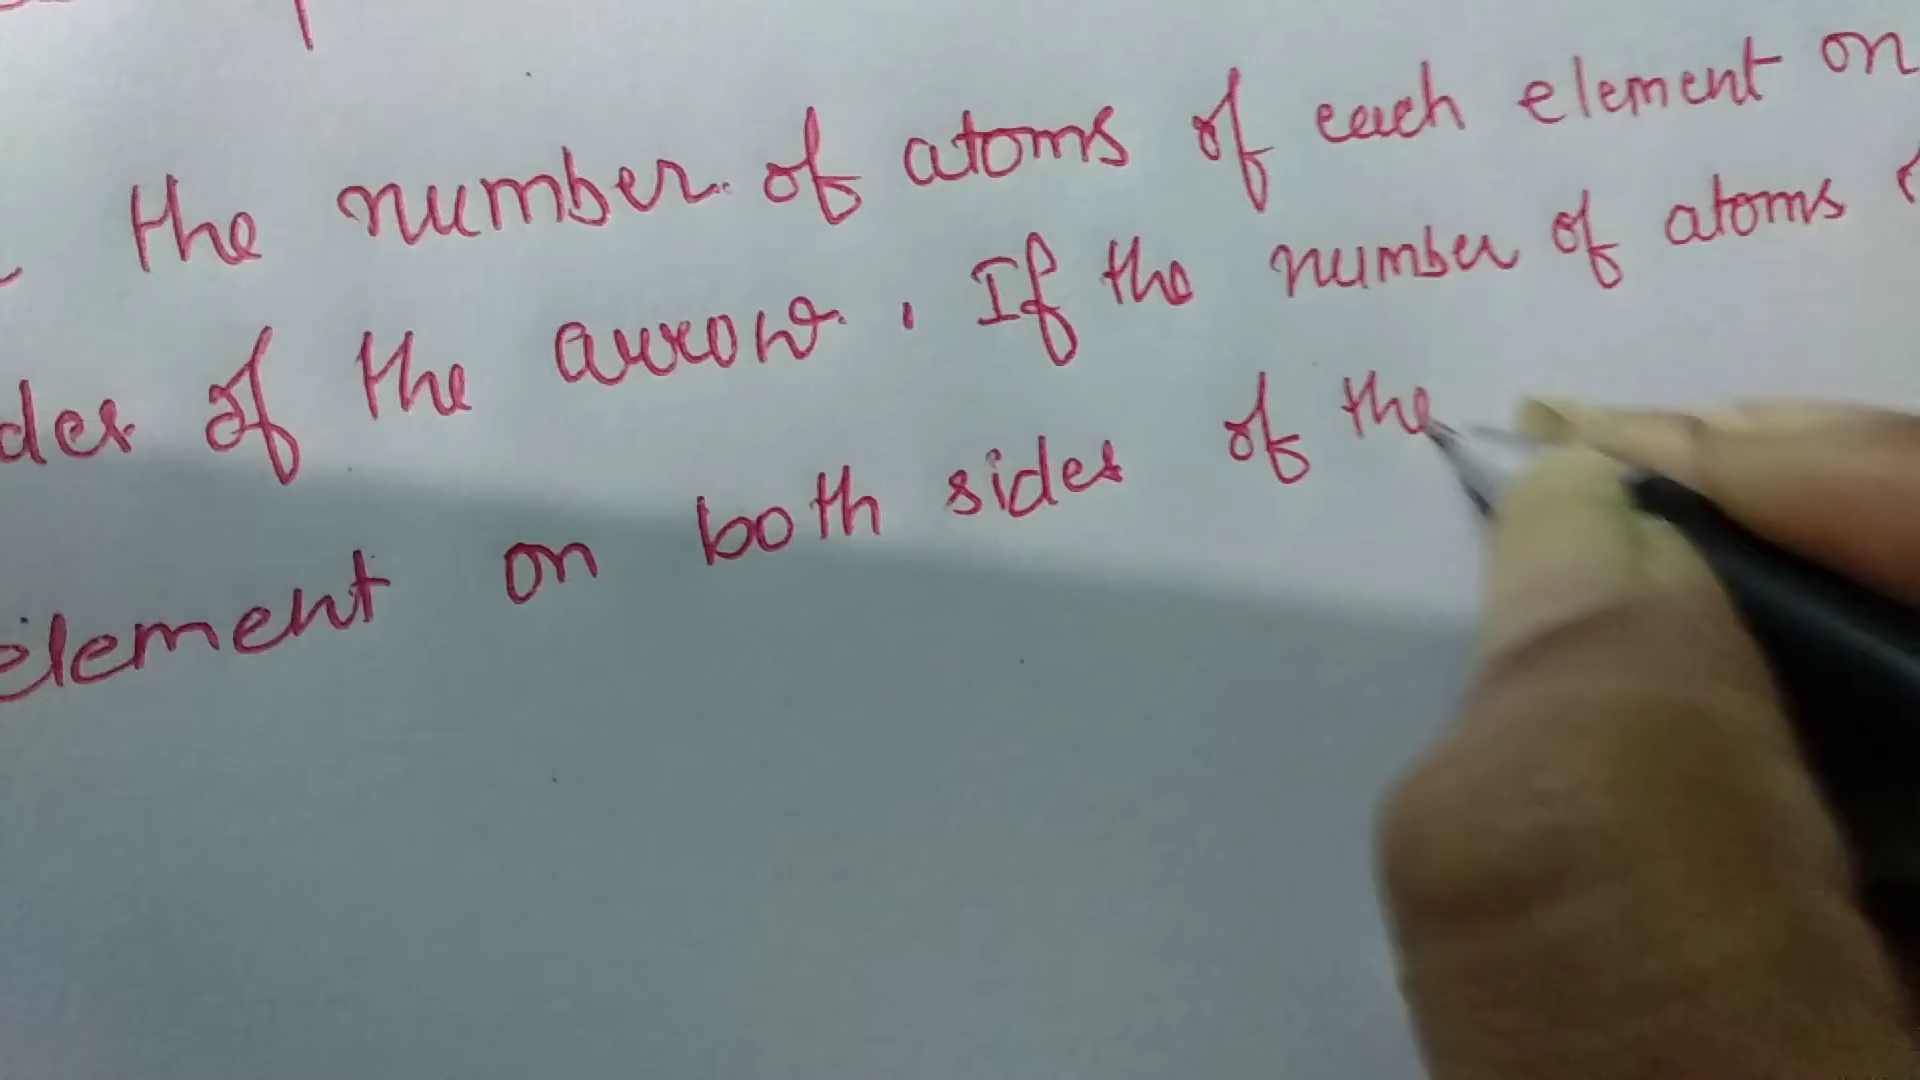 the number of atoms of each element on
of the arrow. If the number of atoms
element on both sides of the